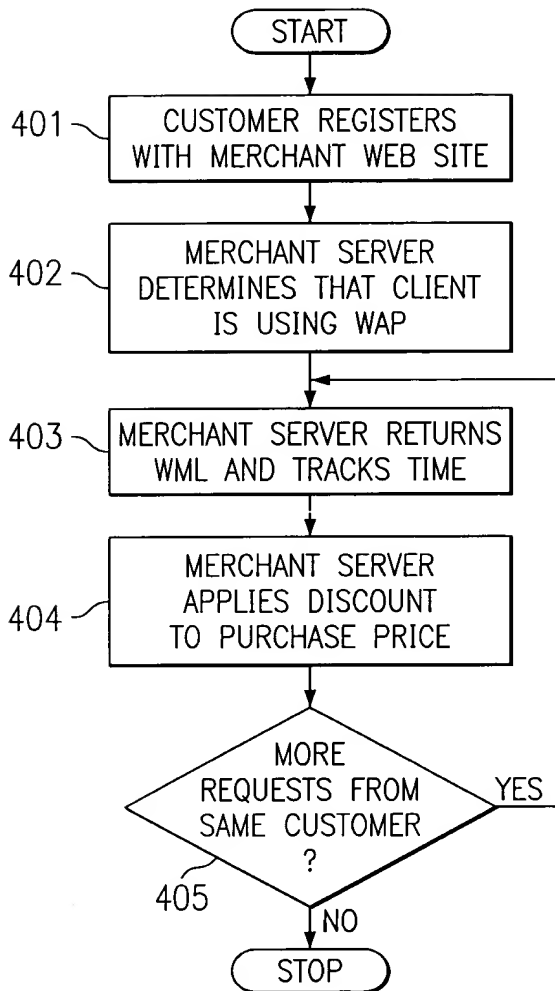 START
401
CUSTOMER REGISTERS
WITH MERCHANT WEB SITE
402
MERCHANT SERVER
DETERMINES THAT CLIENT
IS USING WAP
403
MERCHANT SERVER RETURNS
WML AND TRACKS TIME
404
MERCHANT SERVER
APPLIES DISCOUNT
TO PURCHASE PRICE
MORE
REQUESTS FROM
SAME CUSTOMER
?
YES
405
NO
STOP